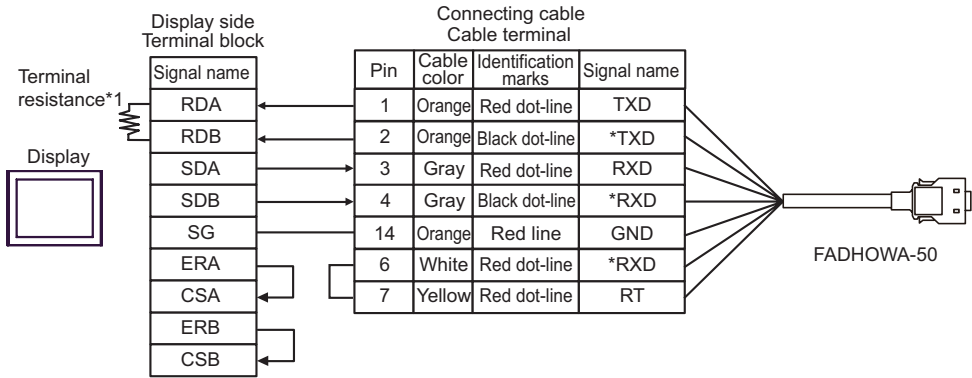 Display side
Terminal block
Connecting cable
Cable terminal
Terminal
resistance*1
Display
Signal name
RDA
RDB
SDA
SDB
SG
ERA
CSA
ERB
CSB
Pin Cable color Identification marks Signal name
1 Orange Red dot-line TXD
2 Orange Black dot-line *TXD
3 Gray Red dot-line RXD
4 Gray Black dot-line *RXD
14 Orange Red line GND
6 White Red dot-line *RXD
7 Yellow Red dot-line RT
FADHOWA-50